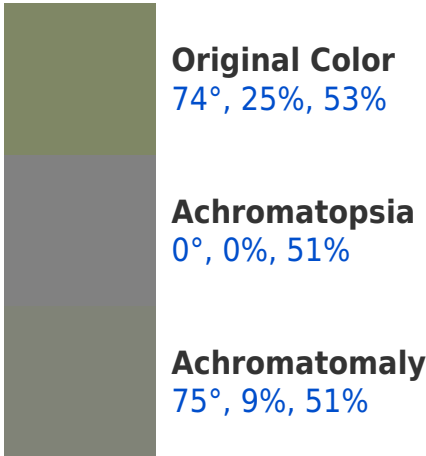 Original Color
74°, 25%, 53%
Achromatopsia
0°, 0%, 51%
Achromatomaly
75°, 9%, 51%